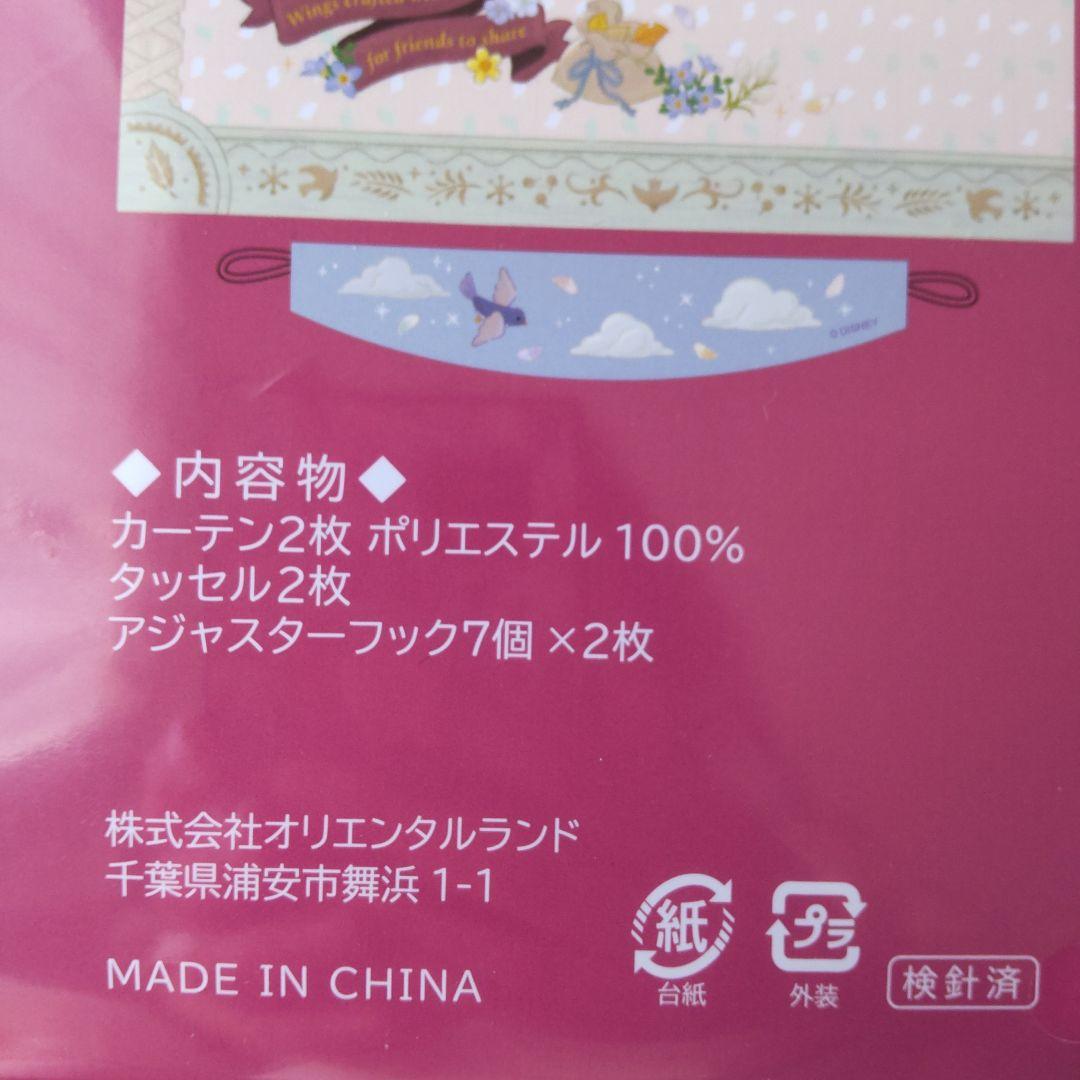 Wings crafted
for friends to share
© DISNEY
◆内容物◆
カーテン2枚 ポリエステル 100%
タッセル2枚
アジャスターフック7個 ×2枚
株式会社オリエンタルランド
千葉県浦安市舞浜 1-1
MADE IN CHINA
紙
台紙
プラ
外装
検針済